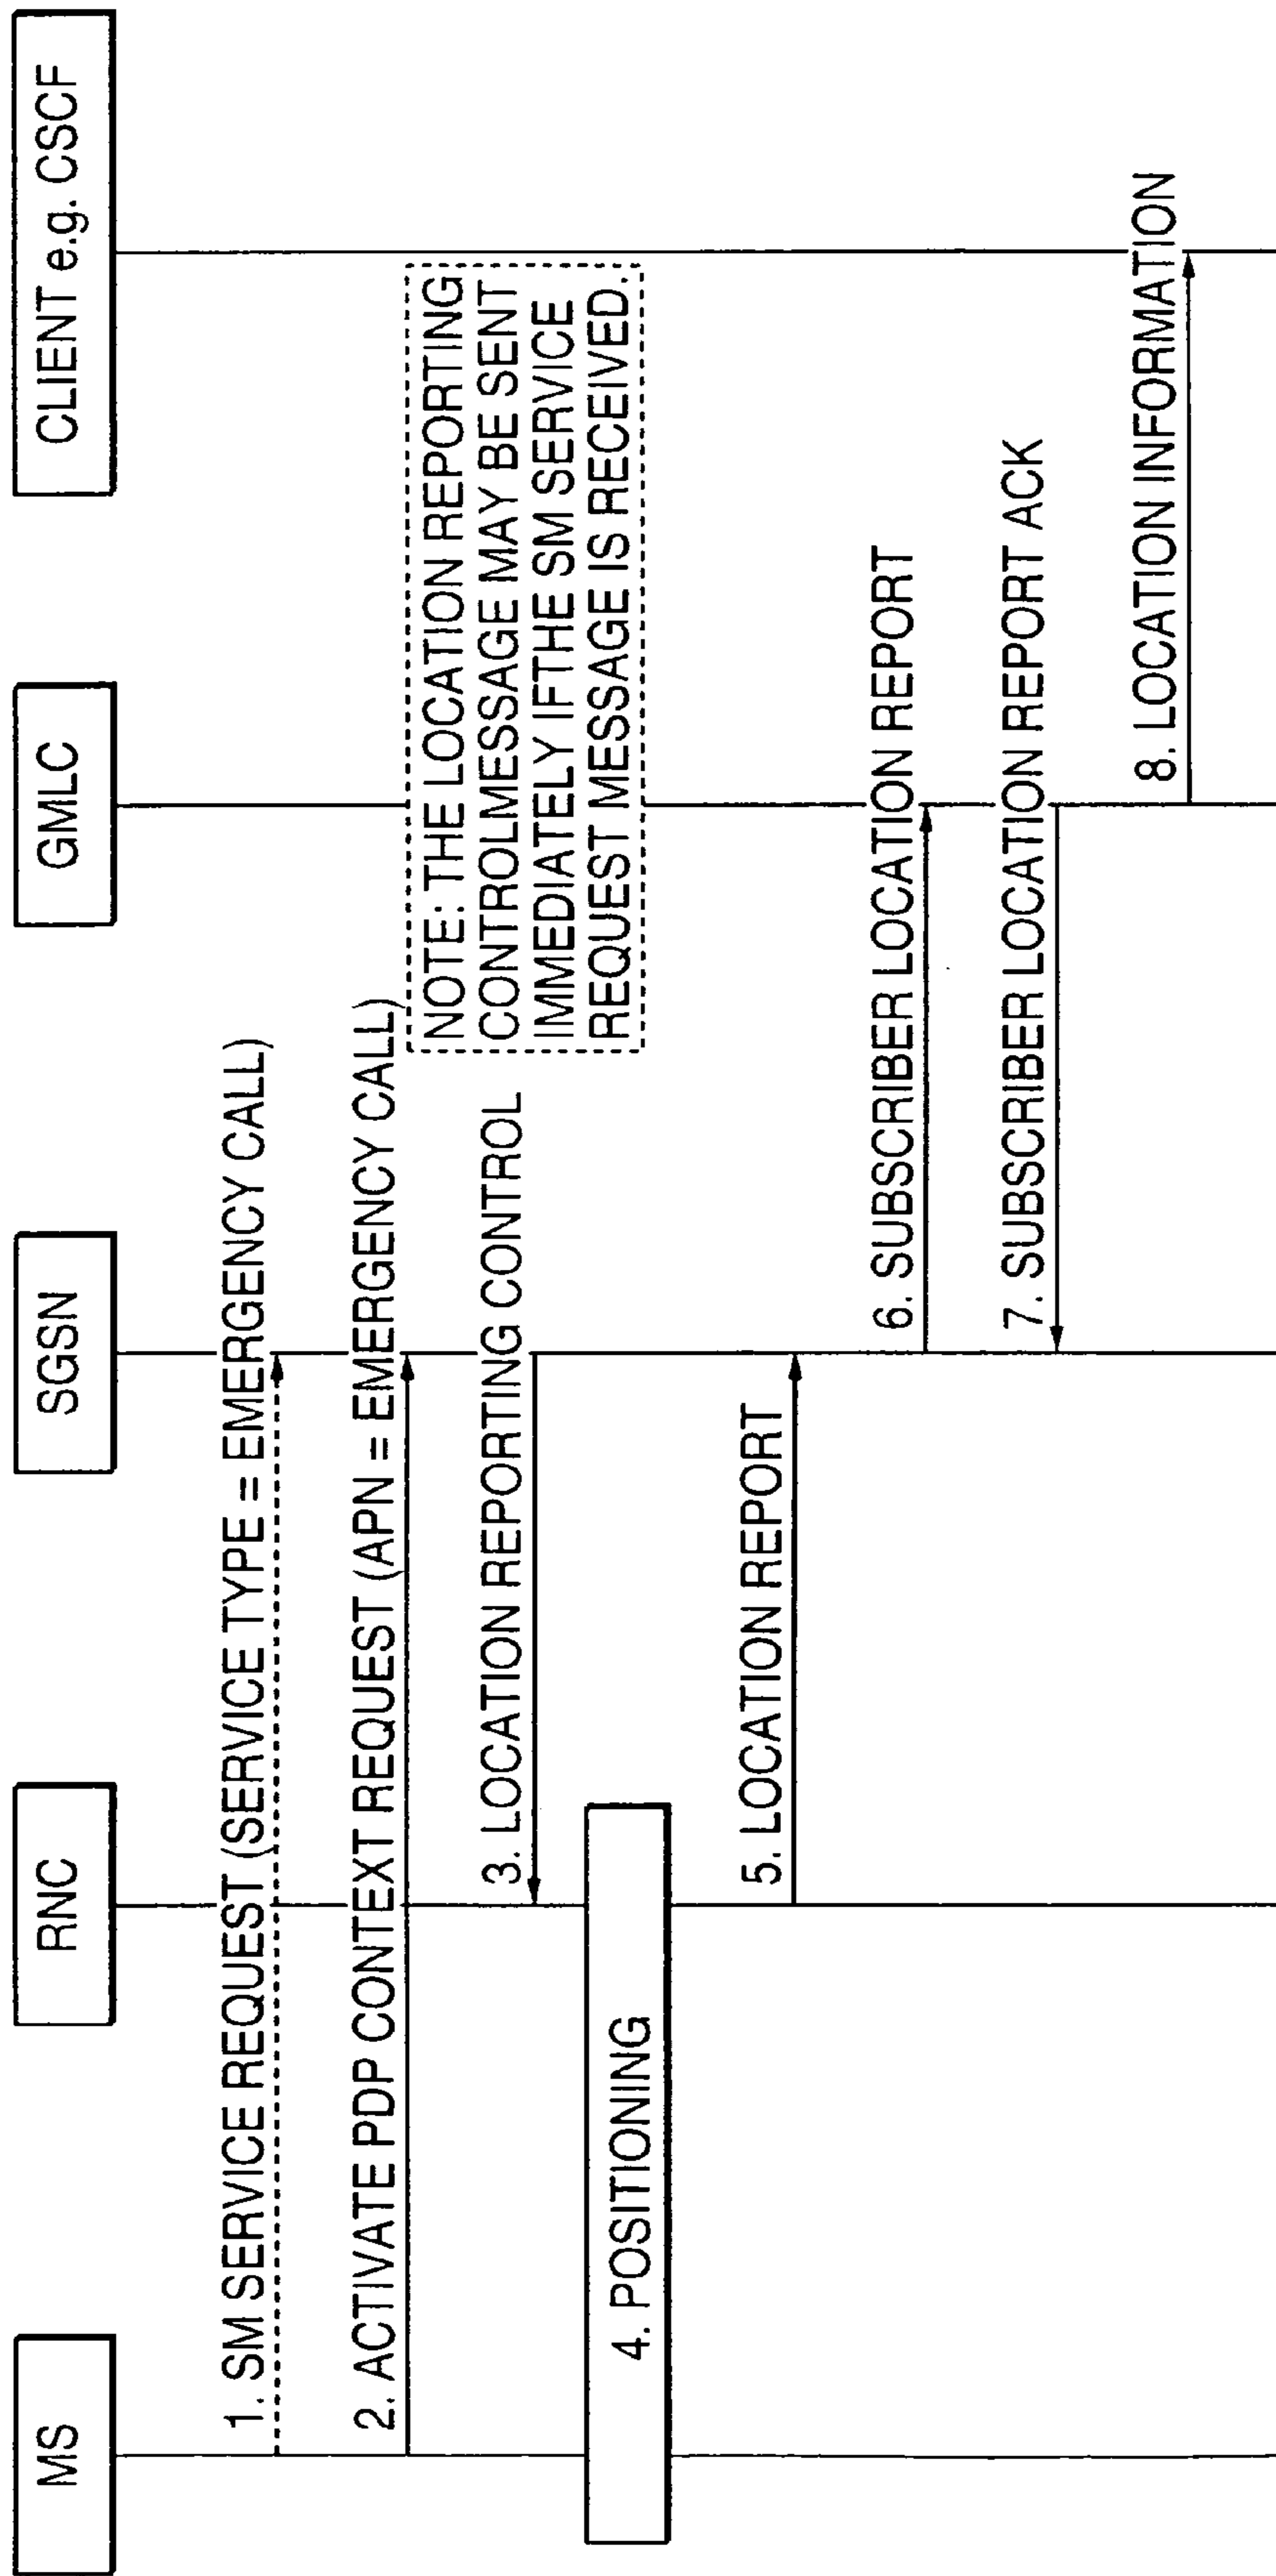 MS
RNC
SGSN
GMLC
CLIENT e.g. CSCF
1. SM SERVICE REQUEST (SERVICE TYPE = EMERGENCY CALL)
2. ACTIVATE PDP CONTEXT REQUEST (APN = EMERGENCY CALL)
NOTE: THE LOCATION REPORTING
CONTROLMESSAGE MAY BE SENT
IMMEDIATELY IFTHE SM SERVICE
REQUEST MESSAGE IS RECEIVED.
3. LOCATION REPORTING CONTROL
4. POSITIONING
5. LOCATION REPORT
6. SUBSCRIBER LOCATION REPORT
7. SUBSCRIBER LOCATION REPORT ACK
8. LOCATION INFORMATION